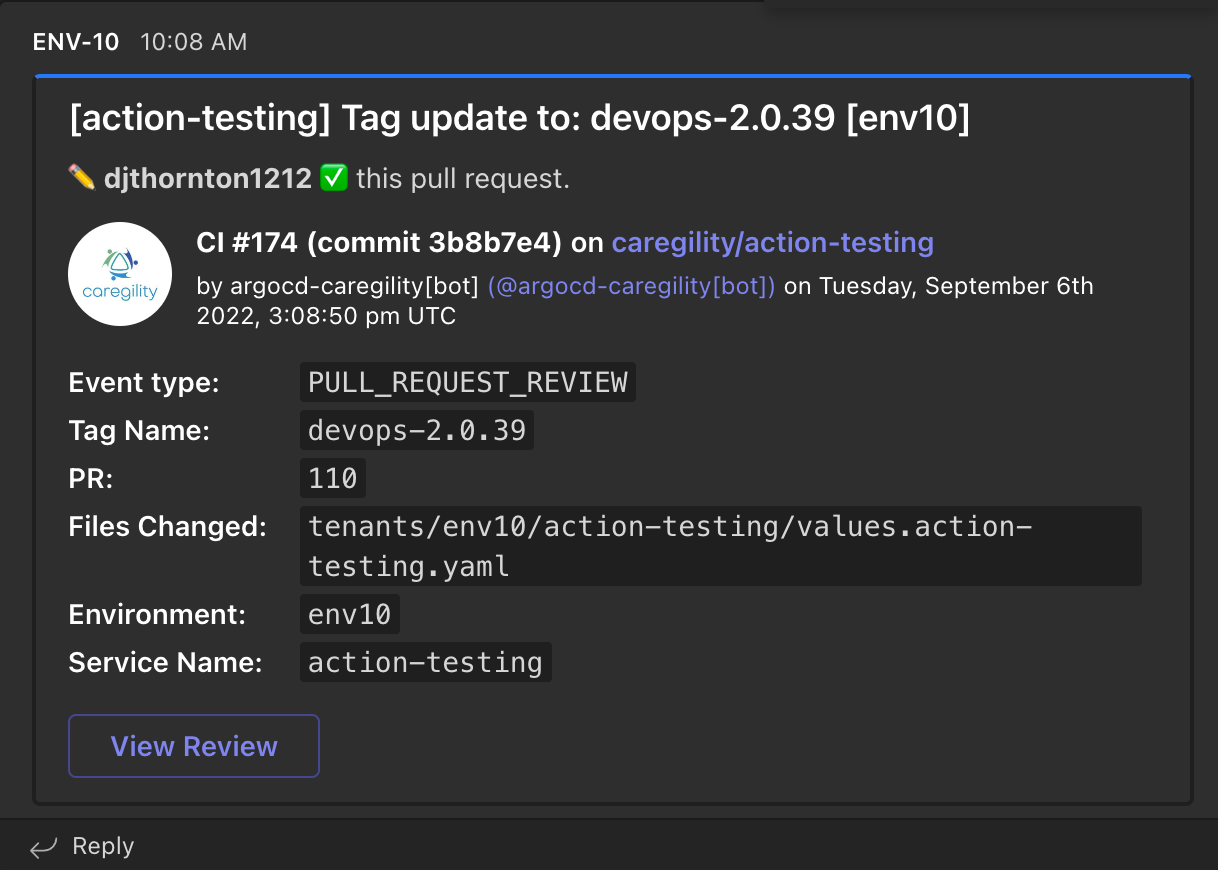 ENV-10 10:08 AM
[action-testing] Tag update to: devops-2.0.39 [env10]
✏️ djthornton1212 ✅ this pull request.
caregility
CI #174 (commit 3b8b7e4) on caregility/action-testing
by argocd-caregility[bot] (@argocd-caregility[bot]) on Tuesday, September 6th
2022, 3:08:50 pm UTC
Event type: PULL_REQUEST_REVIEW
Tag Name: devops-2.0.39
PR: 110
Files Changed: tenants/env10/action-testing/values.action-
testing.yaml
Environment: env10
Service Name: action-testing
View Review
Reply